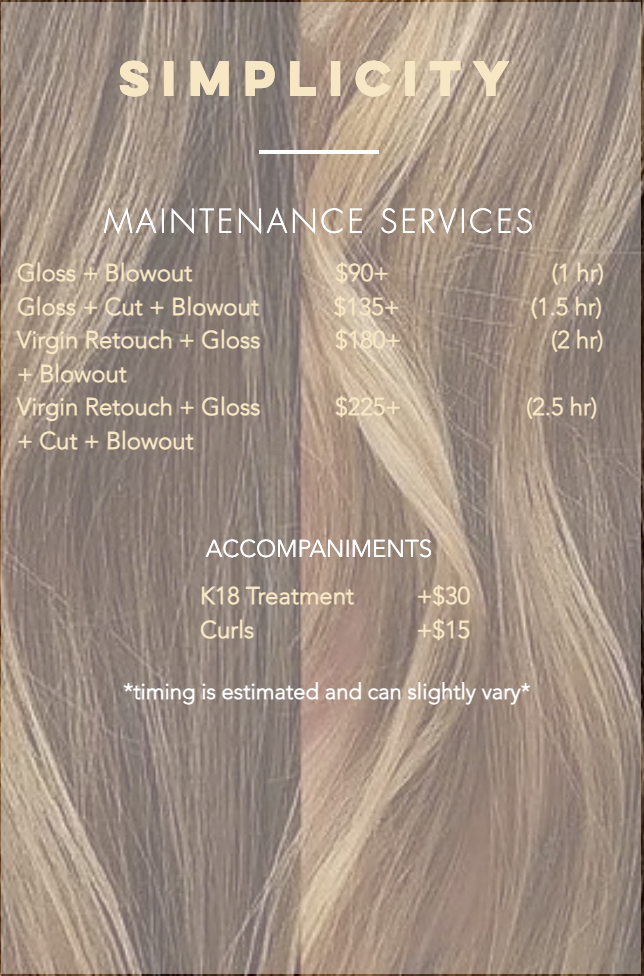 SIMPLICITY
MAINTENANCE SERVICES
Gloss + Blowout $90+ (1 hr)
Gloss + Cut + Blowout $135+ (1.5 hr)
Virgin Retouch + Gloss $180+ (2 hr)
+ Blowout
Virgin Retouch + Gloss $225+ (2.5 hr)
+ Cut + Blowout
ACCOMPANIMENTS
K18 Treatment +$30
Curls +$15
*timing is estimated and can slightly vary*